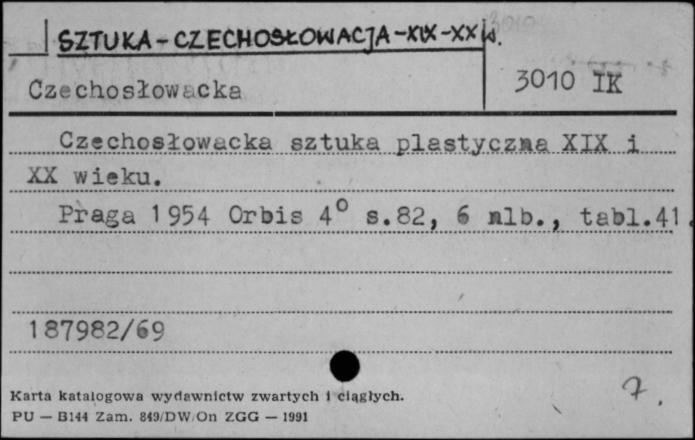 SZTUKA-CZECHOSŁOWACJA-XIX-XX W.
Czechosłowacka
3010 IK
Czechosłowacka sztuka plastyczna XIX i
XX wieku.
Praga 1954 Orbis 4° s.82, 6 nlb., tabl.41.
187982/69
7.
Karta katalogowa wydawnictw zwartych i ciągłych.
PU — B144 Zam. 849/DW/On ZGG — 1991